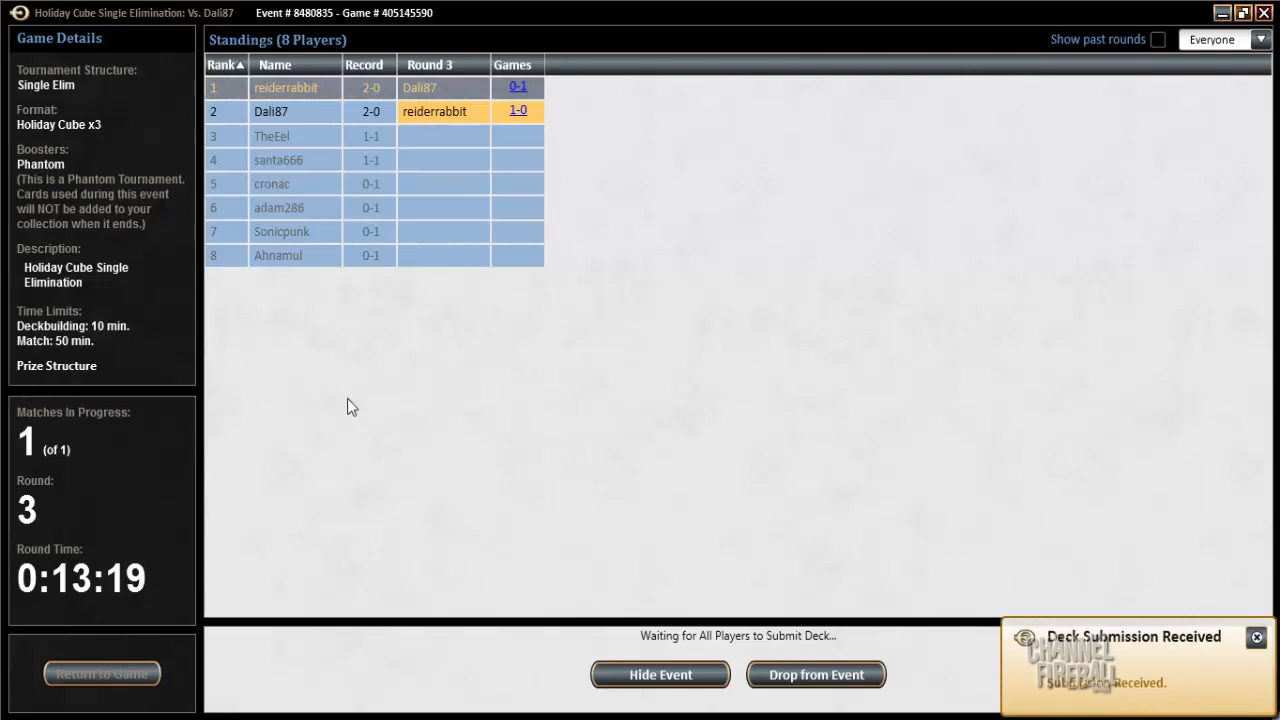 Holiday Cube Single Elimination: Vs. Dali87 Event # 8480835 - Game # 405145590
Game Details
Tournament Structure:
Single Elim
Format:
Holiday Cube x3
Boosters:
Phantom
(This is a Phantom Tournament.
Cards used during this event
will NOT be added to your
collection when it ends.)
Description:
Holiday Cube Single
Elimination
Time Limits:
Deckbuilding: 10 min.
Match: 50 min.
Prize Structure
Matches In Progress:
1 (of 1)
Round:
3
Round Time:
0:13:19
Return to Game
Standings (8 Players) Show past rounds Everyone
Rank Name Record Round 3 Games
1 reiderrabbit 2-0 Dali87 0-1
2 Dali87 2-0 reiderrabbit 1-0
3 TheEel 1-1
4 santa666 1-1
5 cronac 0-1
6 adam286 0-1
7 Sonicpunk 0-1
8 Ahnamul 0-1
Waiting for All Players to Submit Deck...
Hide Event Drop from Event
Deck Submission Received
Submission Received.
CHANNEL
FIREBALL